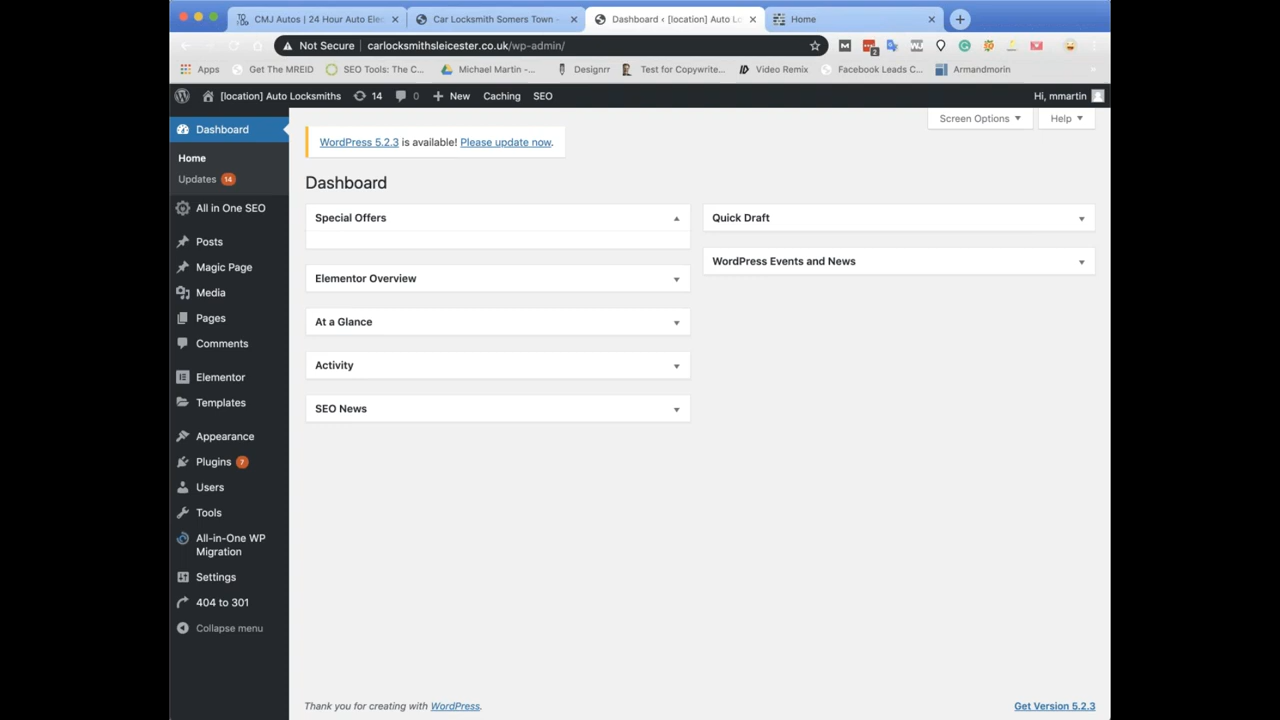 CMJ Autos | 24 Hour Auto Elec
Car Locksmith Somers Town -
Dashboard ‹ [location] Auto Lo
Home
Not Secure | carlocksmithsleicester.co.uk/wp-admin/
2
Apps
Get The MREID
SEO Tools: The C...
Michael Martin -...
Designrr
Test for Copywrite...
Video Remix
Facebook Leads C...
Armandmorin
[location] Auto Locksmiths
14
0
New
Caching
SEO
Hi, mmartin
Dashboard
Home
Updates 14
All in One SEO
Posts
Magic Page
Media
Pages
Comments
Elementor
Templates
Appearance
Plugins 7
Users
Tools
All-in-One WP
Migration
Settings
404 to 301
Collapse menu
Screen Options
Help
WordPress 5.2.3 is available! Please update now.
Dashboard
Special Offers
Elementor Overview
At a Glance
Activity
SEO News
Quick Draft
WordPress Events and News
Thank you for creating with WordPress.
Get Version 5.2.3